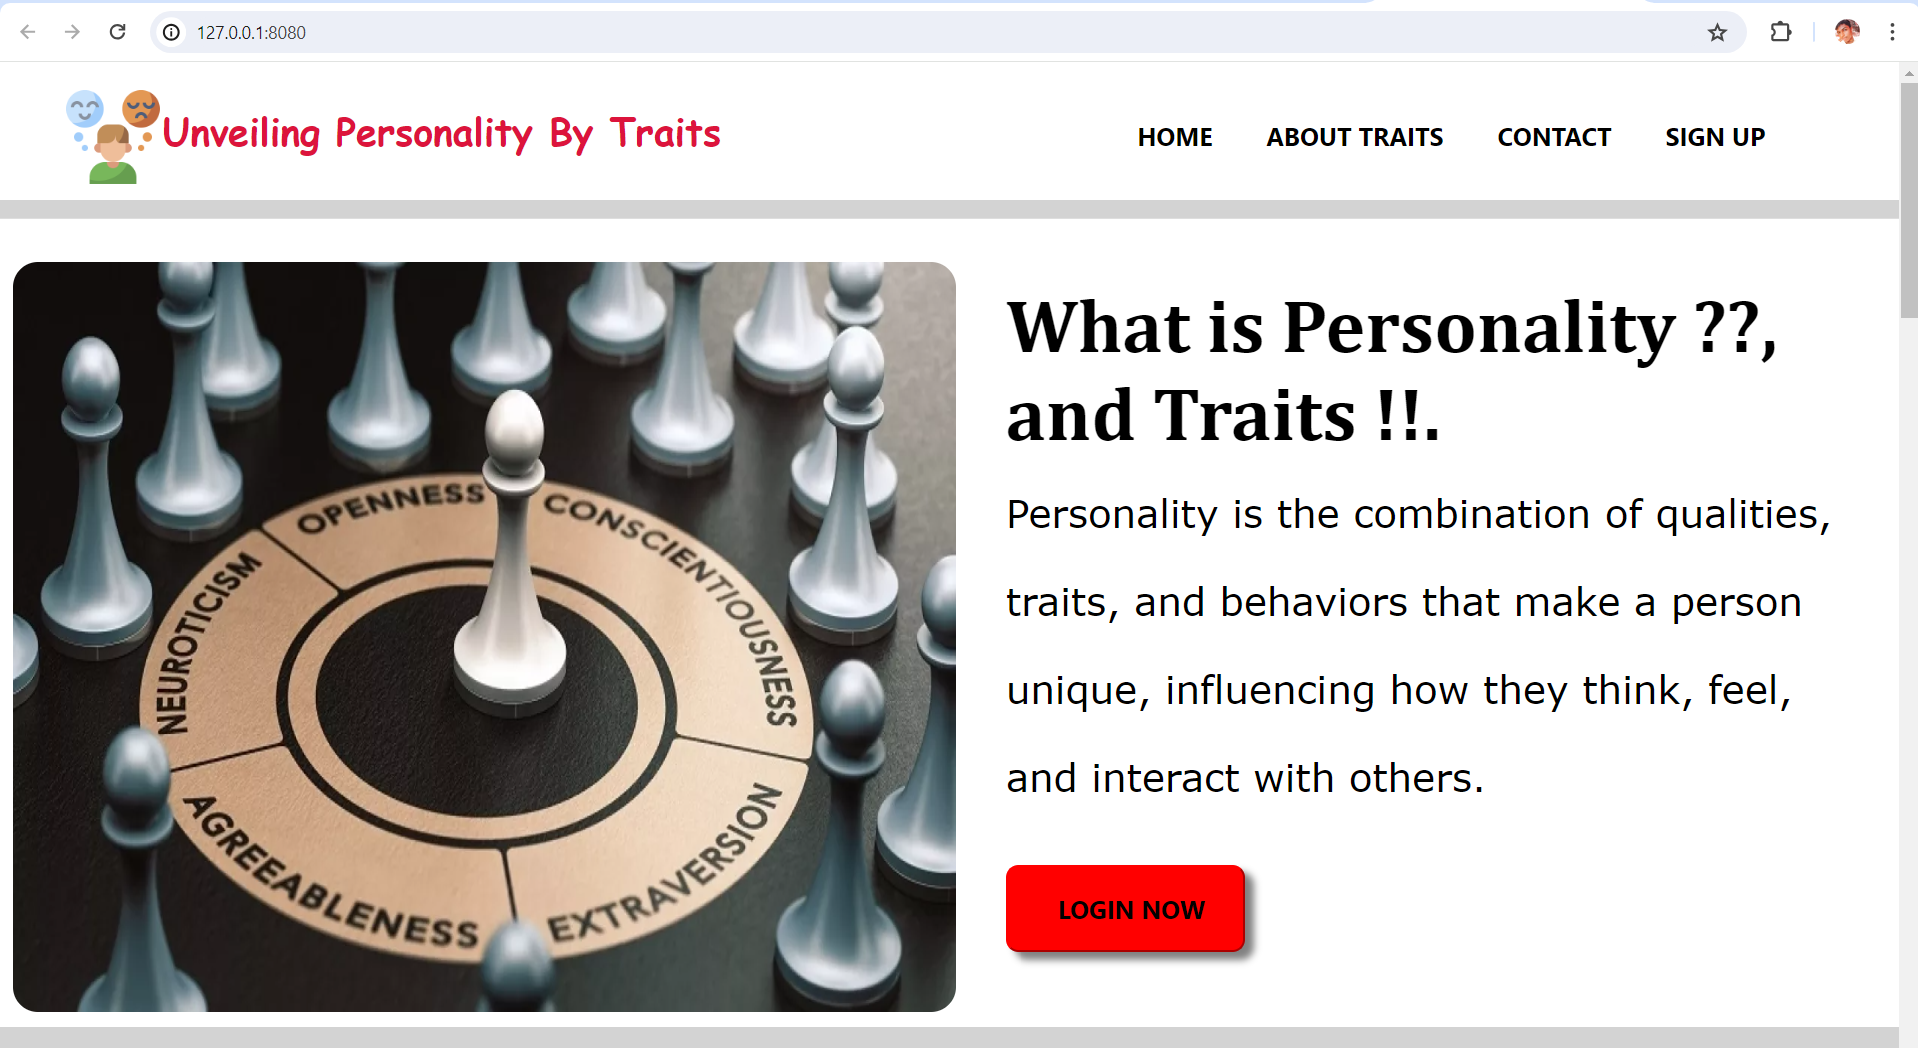 127.0.0.1:8080
Unveiling Personality By Traits
HOME ABOUT TRAITS CONTACT SIGN UP
OPENNESS
CONSCIENTIOUSNESS
NEUROTICISM
AGREEABLENESS
EXTRAVERSION
What is Personality ??,
and Traits !!.
Personality is the combination of qualities,
traits, and behaviors that make a person
unique, influencing how they think, feel,
and interact with others.
LOGIN NOW